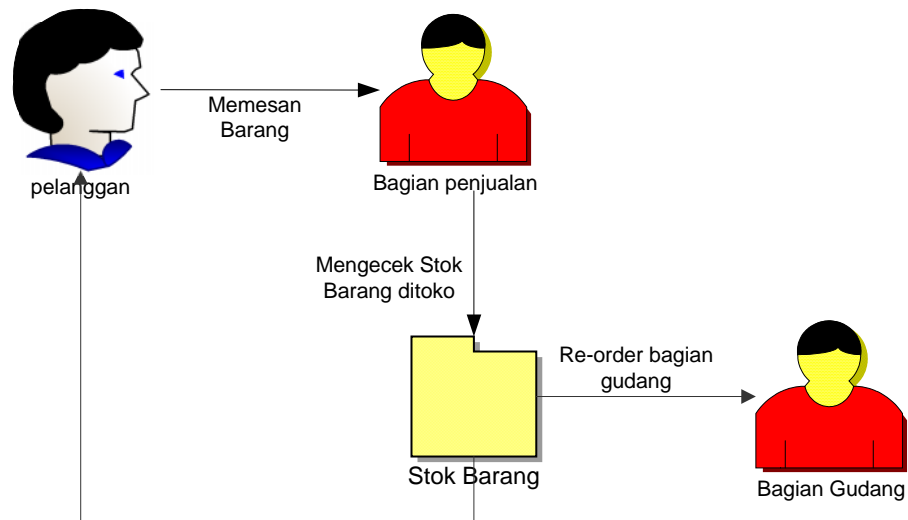 Memesan
Barang
pelanggan
Bagian penjualan
Mengecek Stok
Barang ditoko
Re-order bagian
gudang
Stok Barang
Bagian Gudang